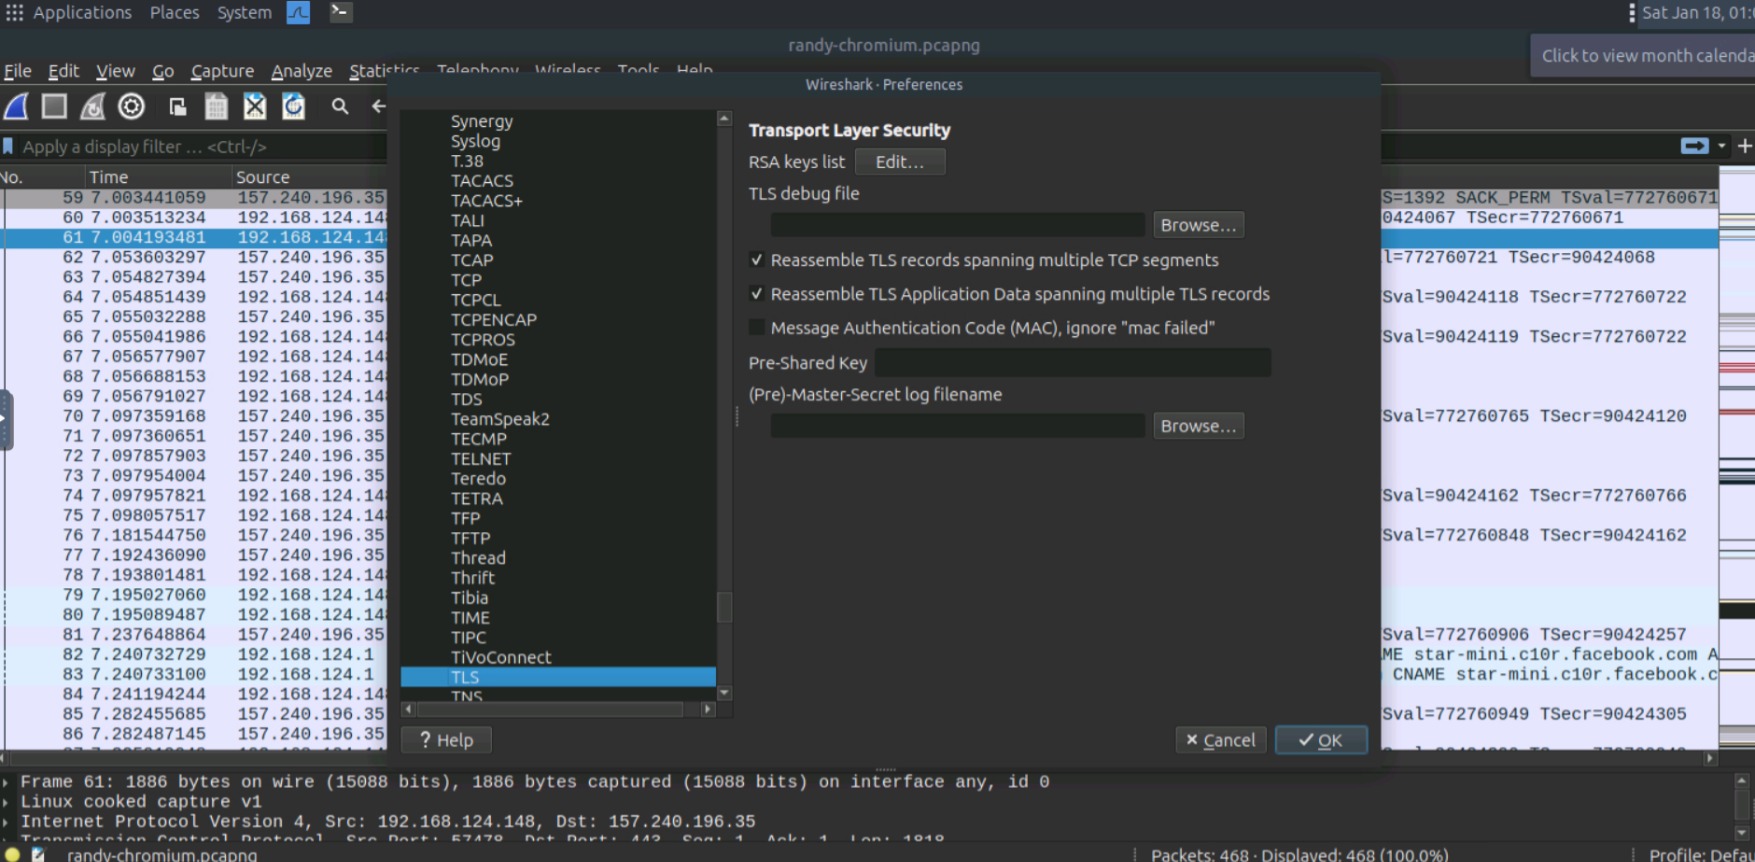 Applications Places System
Sat Jan 18, 01:
randy-chromium.pcapng
Click to view month calenda
File Edit View Go Capture Analyze Statistics Telephony Wireless Tools Help
Wireshark · Preferences
Apply a display filter … <Ctrl-/>
No. Time Source
59 7.003441059 157.240.196.35 S=1392 SACK_PERM TSval=772760671
60 7.003513234 192.168.124.14 0424067 TSecr=772760671
61 7.004193481 192.168.124.14
62 7.053603297 157.240.196.35 l=772760721 TSecr=90424068
63 7.054827394 157.240.196.35
64 7.054851439 192.168.124.14 Sval=90424118 TSecr=772760722
65 7.055032288 157.240.196.35
66 7.055041986 192.168.124.14 Sval=90424119 TSecr=772760722
67 7.056577907 192.168.124.14
68 7.056688153 192.168.124.14
69 7.056791027 192.168.124.14
70 7.097359168 157.240.196.35 Sval=772760765 TSecr=90424120
71 7.097360651 157.240.196.35
72 7.097857903 157.240.196.35
73 7.097954004 157.240.196.35
74 7.097957821 192.168.124.14 Sval=90424162 TSecr=772760766
75 7.098057517 192.168.124.14
76 7.181544750 157.240.196.35 Sval=772760848 TSecr=90424162
77 7.192436090 157.240.196.35
78 7.193801481 192.168.124.14
79 7.195027060 192.168.124.14
80 7.195089487 192.168.124.14
81 7.237648864 157.240.196.35 Sval=772760906 TSecr=90424257
82 7.240732729 192.168.124.1 ME star-mini.c10r.facebook.com A
83 7.240733100 192.168.124.1 CNAME star-mini.c10r.facebook.c
84 7.241194244 192.168.124.14
85 7.282455685 157.240.196.35 Sval=772760949 TSecr=90424305
86 7.282487145 157.240.196.35
Synergy
Syslog
T.38
TACACS
TACACS+
TALI
TAPA
TCAP
TCP
TCPCL
TCPENCAP
TCPROS
TDMoE
TDMoP
TDS
TeamSpeak2
TECMP
TELNET
Teredo
TETRA
TFP
TFTP
Thread
Thrift
Tibia
TIME
TIPC
TiVoConnect
TLS
TNS
Transport Layer Security
RSA keys list Edit…
TLS debug file
Browse…
Reassemble TLS records spanning multiple TCP segments
Reassemble TLS Application Data spanning multiple TLS records
Message Authentication Code (MAC), ignore "mac failed"
Pre-Shared Key
(Pre)-Master-Secret log filename
Browse…
? Help
Cancel
OK
Frame 61: 1886 bytes on wire (15088 bits), 1886 bytes captured (15088 bits) on interface any, id 0
Linux cooked capture v1
Internet Protocol Version 4, Src: 192.168.124.148, Dst: 157.240.196.35
Transmission Control Protocol, Src Port: 57478, Dst Port: 443, Seq: 1, Ack: 1, Len: 1818
randy-chromium.pcapng
Packets: 468 · Displayed: 468 (100.0%)
Profile: Defau